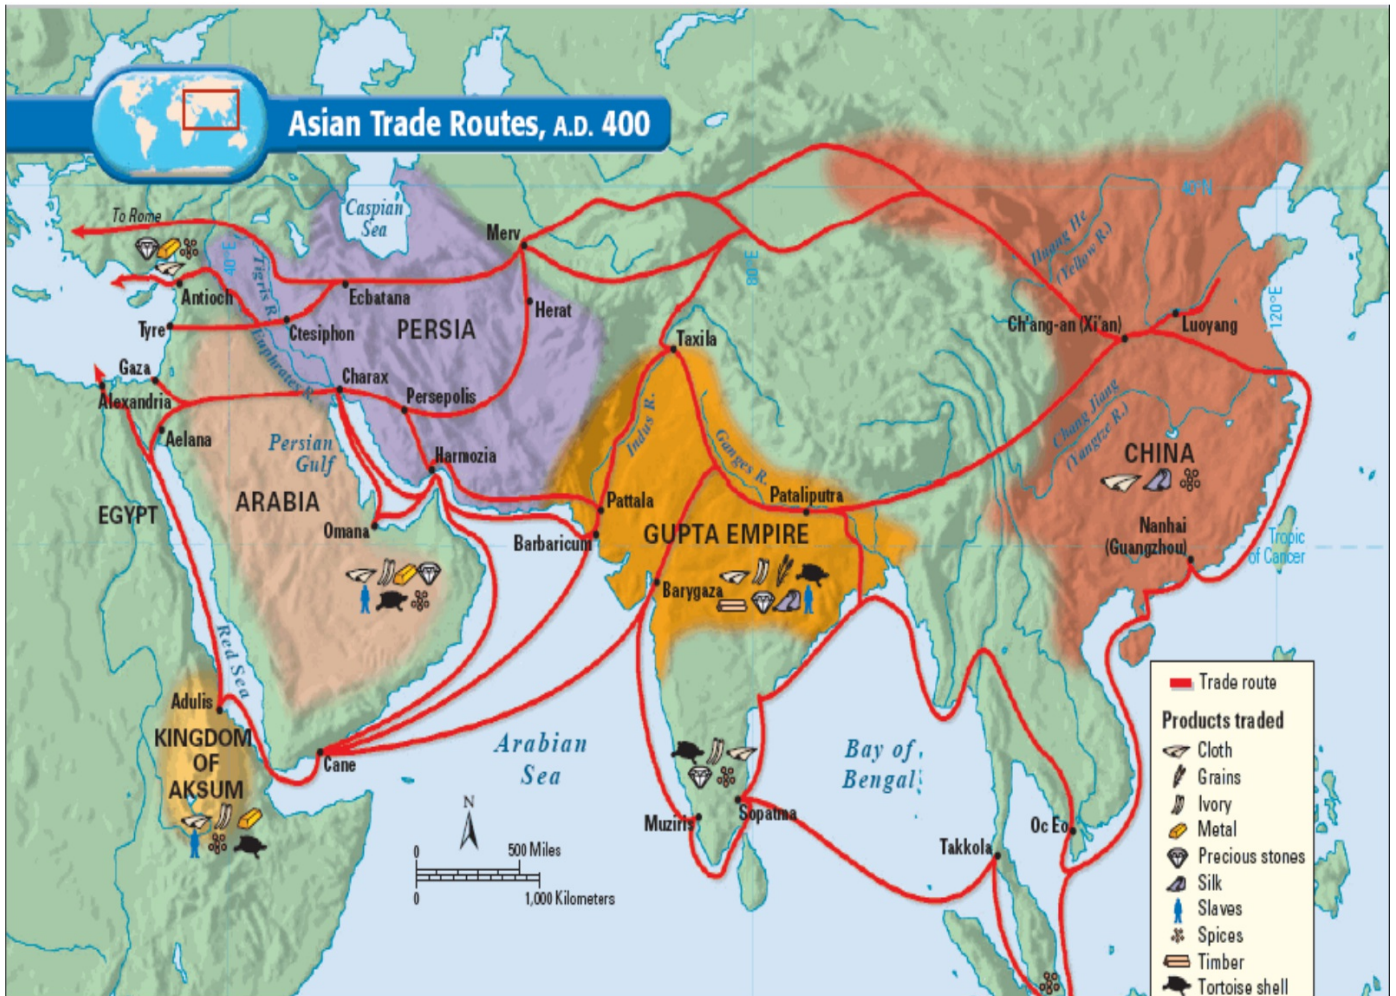 Asian Trade Routes, A.D. 400
To Rome
Caspian
Sea
40°E
Tigris R.
Euphrates R.
Merv
Antioch
Ecbatana
Herat
Tyre
Ctesiphon
PERSIA
Gaza
Charax
Alexandria
Persepolis
Aelana
Persian
Gulf
Harmozia
EGYPT
ARABIA
Omana
Red Sea
Adulis
KINGDOM
OF
AKSUM
Cane
Taxila
Indus R.
Ganges R.
Pattala
Pataliputra
Barbaricum
GUPTA EMPIRE
Barygaza
Arabian
Sea
Bay of
Bengal
Muziris
Sopatma
Takkola
Oc Eo
80°E
40°N
120°E
Huang He
(Yellow R.)
Ch'ang-an (Xi'an)
Luoyang
Chang Jiang
(Yangtze R.)
CHINA
Nanhai
(Guangzhou)
Tropic
of Cancer
N
0
500 Miles
0
1,000 Kilometers
Trade route
Products traded
Cloth
Grains
Ivory
Metal
Precious stones
Silk
Slaves
Spices
Timber
Tortoise shell